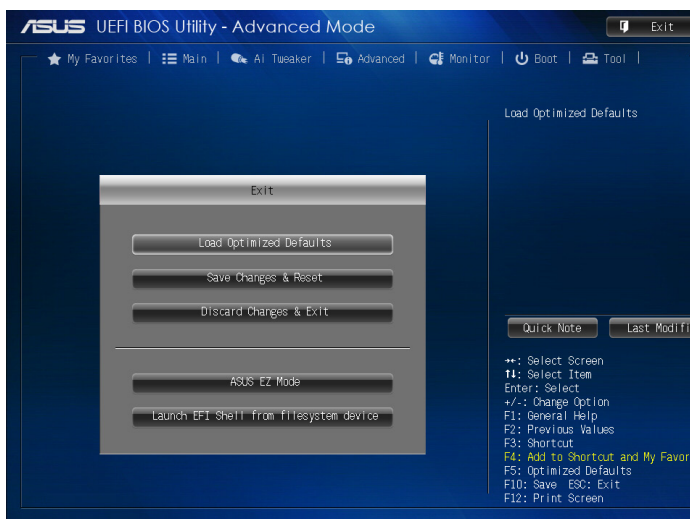 ASUS UEFI BIOS Utility - Advanced Mode
Exit
My Favorites | Main | Ai Tweaker | Advanced | Monitor | Boot | Tool |
Load Optimized Defaults
Exit
Load Optimized Defaults
Save Changes & Reset
Discard Changes & Exit
ASUS EZ Mode
Launch EFI Shell from filesystem device
Quick Note
Last Modifi
→←: Select Screen
↑↓: Select Item
Enter: Select
+/-: Change Option
F1: General Help
F2: Previous Values
F3: Shortcut
F4: Add to Shortcut and My Favor
F5: Optimized Defaults
F10: Save ESC: Exit
F12: Print Screen